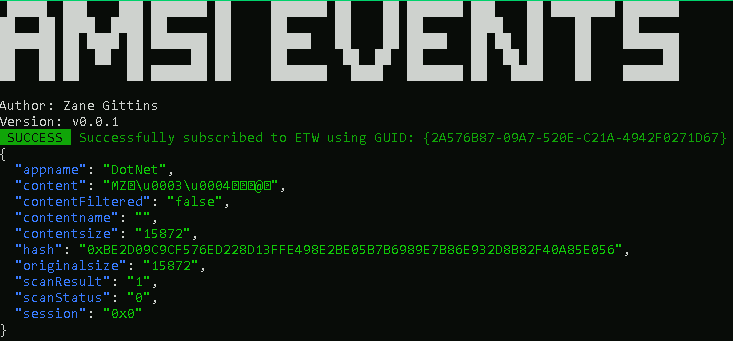 AMSI EVENTS
Author: Zane Gittins
Version: v0.0.1
SUCCESS Successfully subscribed to ETW using GUID: {2A576B87-09A7-520E-C21A-4942F0271D67}
{
"appname": "DotNet",
"content": "MZ�\u0003\u0004���@�",
"contentFiltered": "false",
"contentname": "",
"contentsize": "15872",
"hash": "0xBE2D09C9CF576ED228D13FFE498E2BE05B7B6989E7B86E932D8B82F40A85E056",
"originalsize": "15872",
"scanResult": "1",
"scanStatus": "0",
"session": "0x0"
}